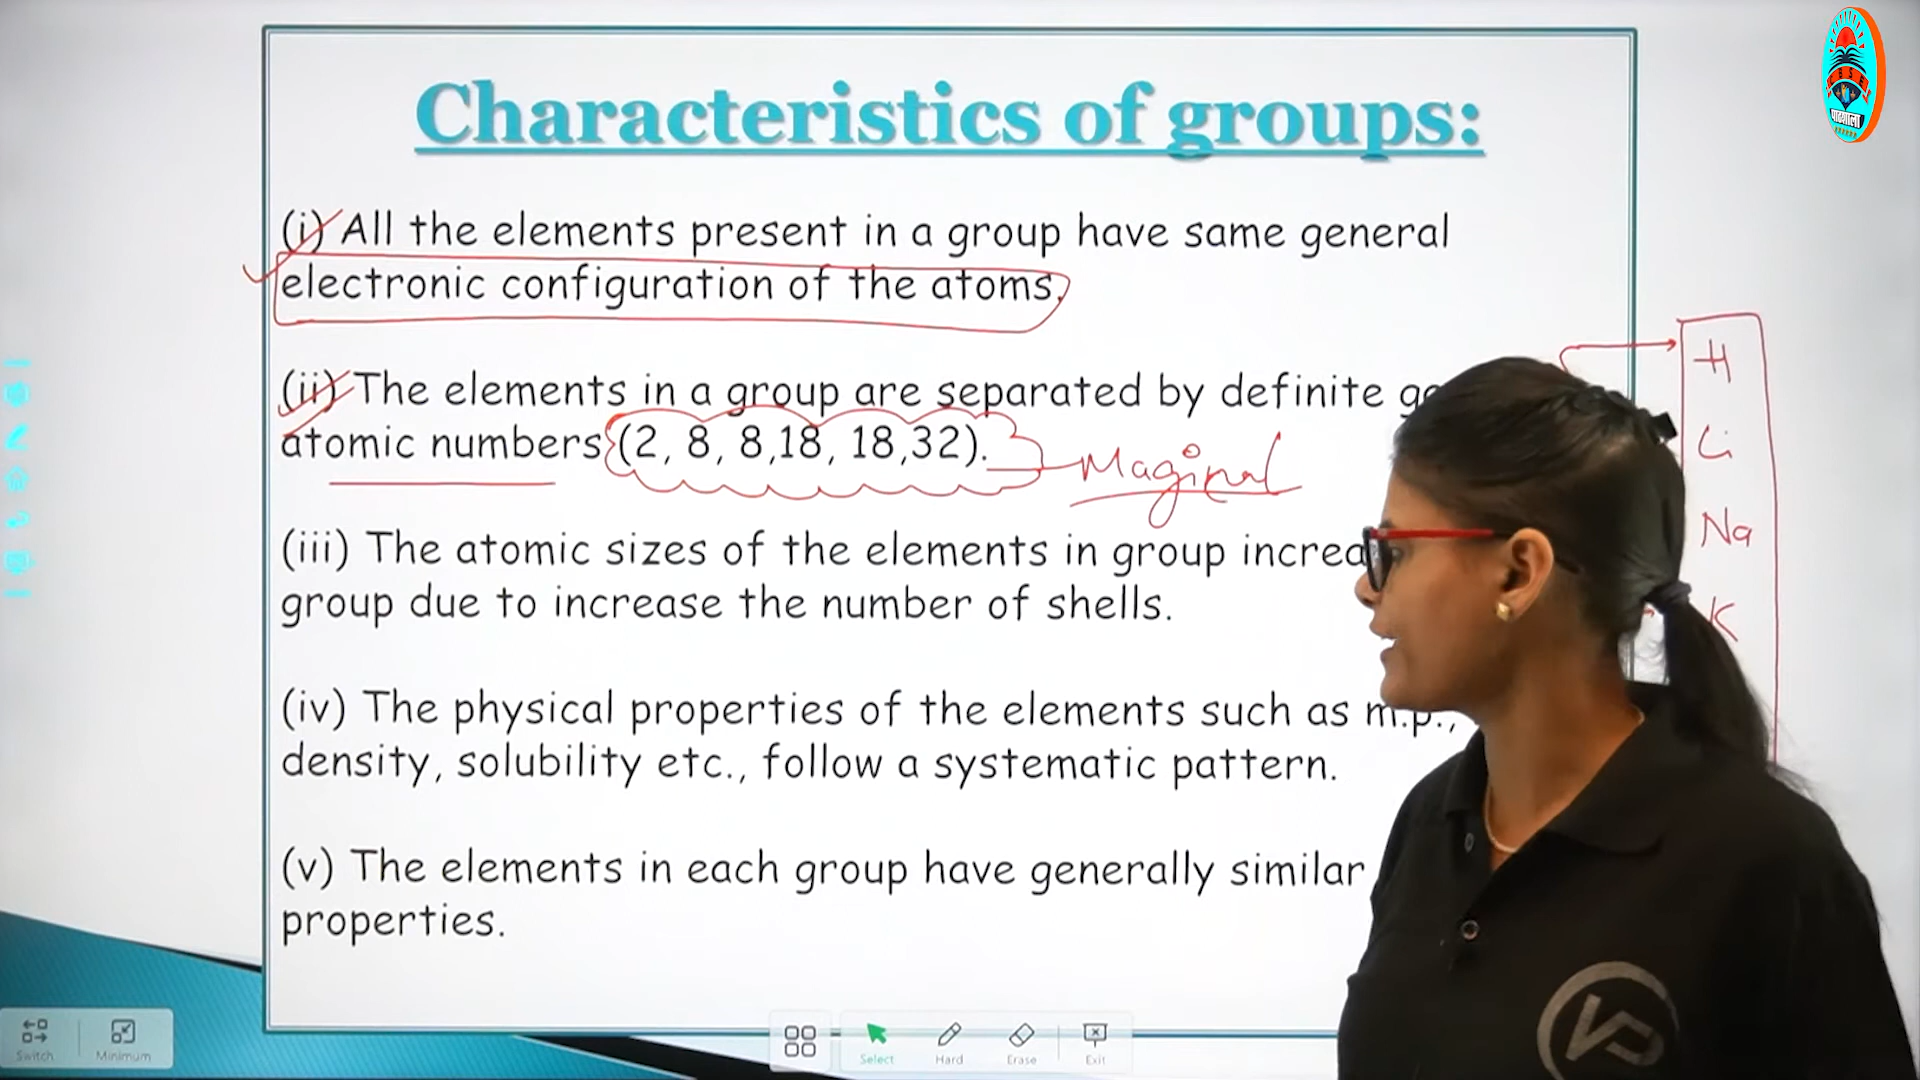 Characteristics of groups:
(i) All the elements present in a group have same general
electronic configuration of the atoms.
(ii) The elements in a group are separated by definite
atomic numbers (2, 8, 8,18, 18,32).
Maginal
(iii) The atomic sizes of the elements in group
group due to increase the number of shells.
(iv) The physical properties of the elements such as m.p.,
density, solubility etc., follow a systematic pattern.
(v) The elements in each group have generally similar
properties.
H
Li
Na
K
CBSE
पाठशाला
Switch
Minimum
Select
Hard
Erase
Exit